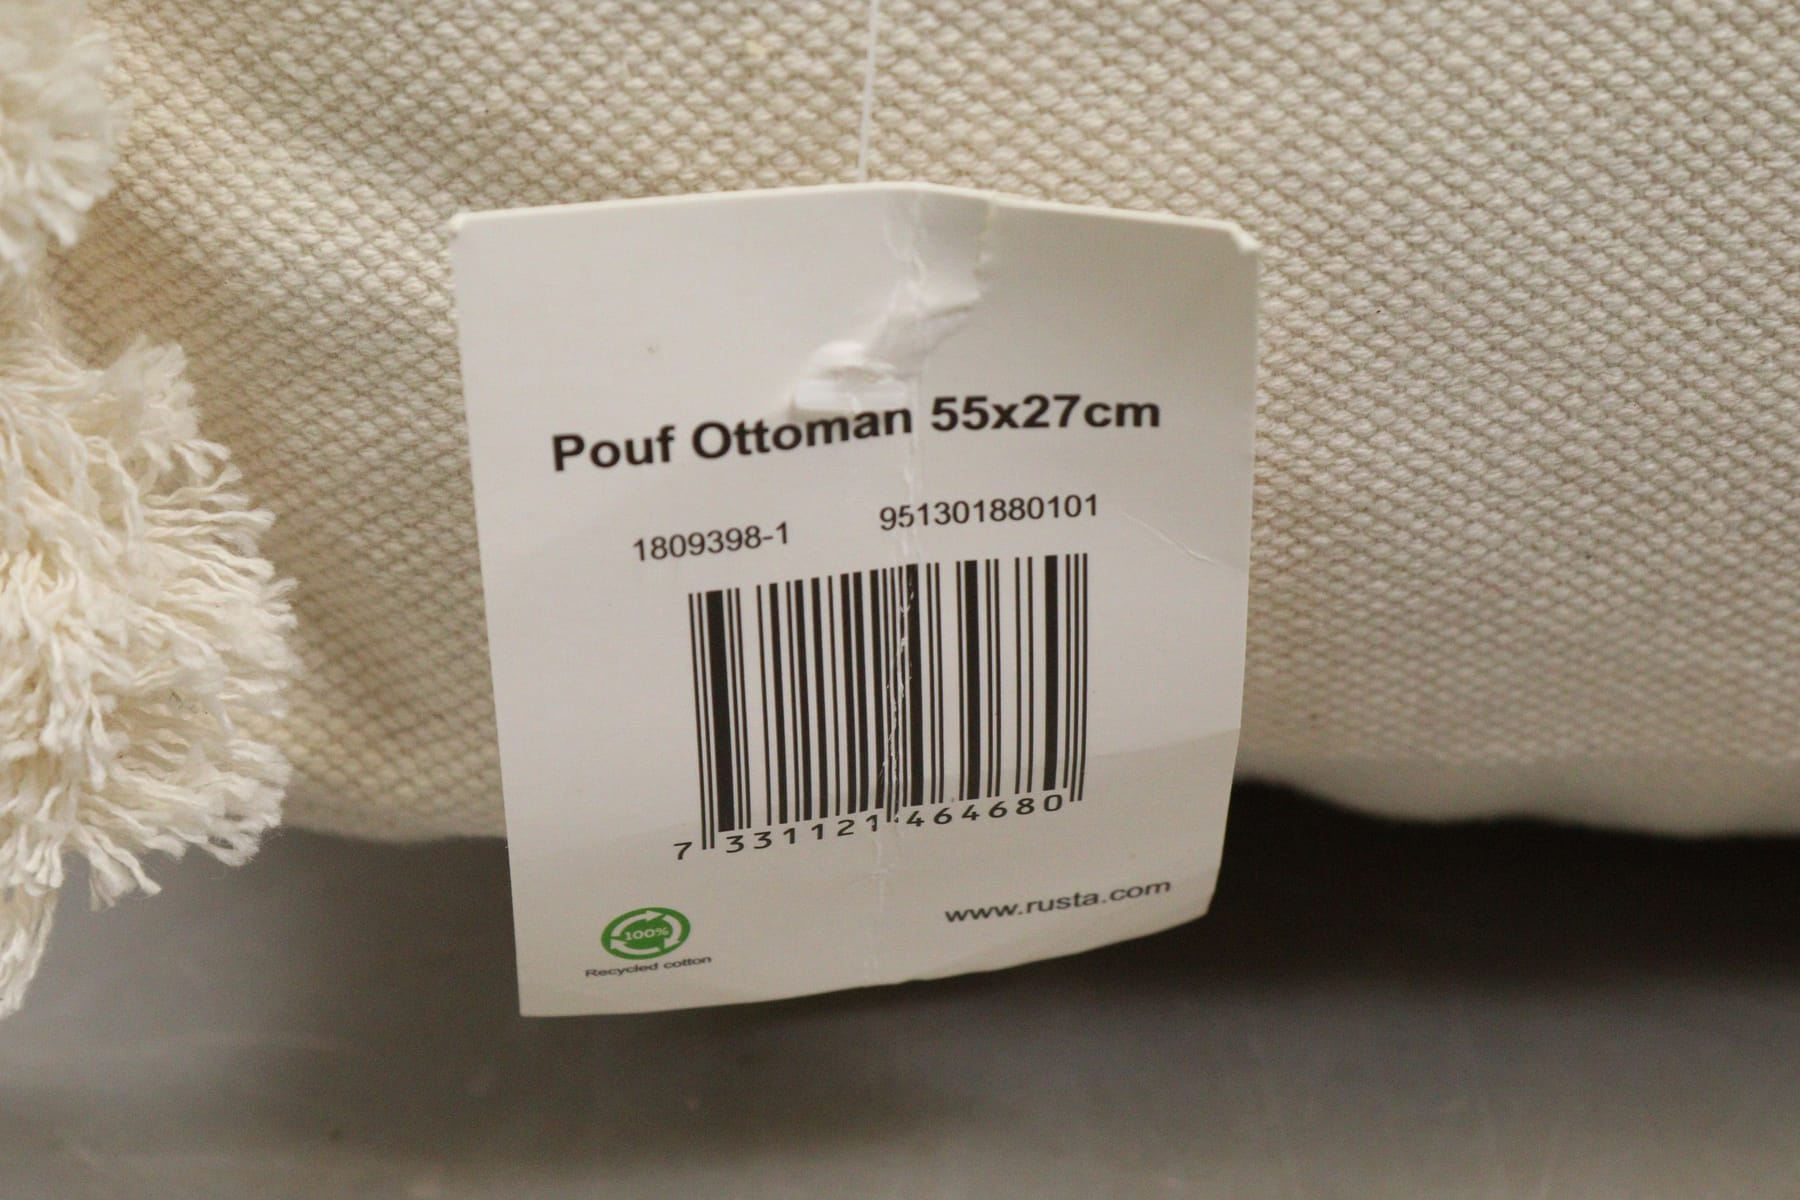 Pouf Ottoman 55x27cm
1809398-1 951301880101
7 331121 464680
100%
Recycled cotton
www.rusta.com